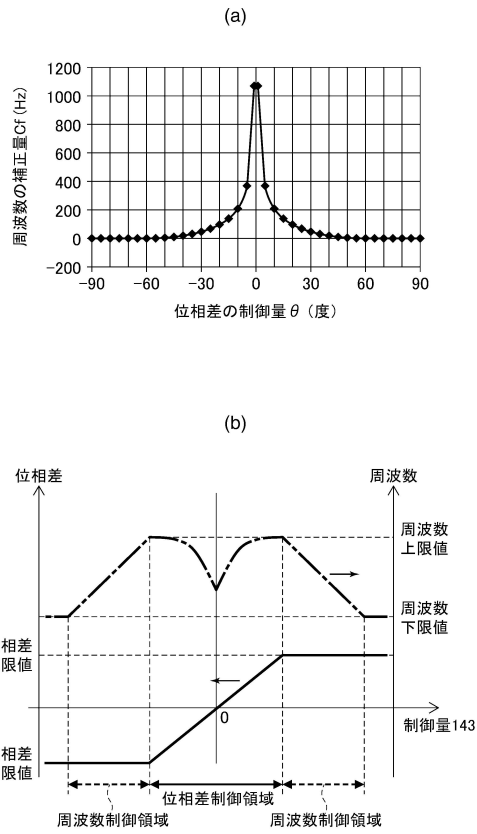 (a)
周波数の補正量Cf (Hz)
1200
1000
800
600
400
200
0
−200
−90
−60
−30
0
30
60
90
位相差の制御量θ（度）
(b)
位相差
周波数
周波数
上限値
周波数
下限値
相差
限値
0
制御量143
相差
限値
位相差制御領域
周波数制御領域
周波数制御領域